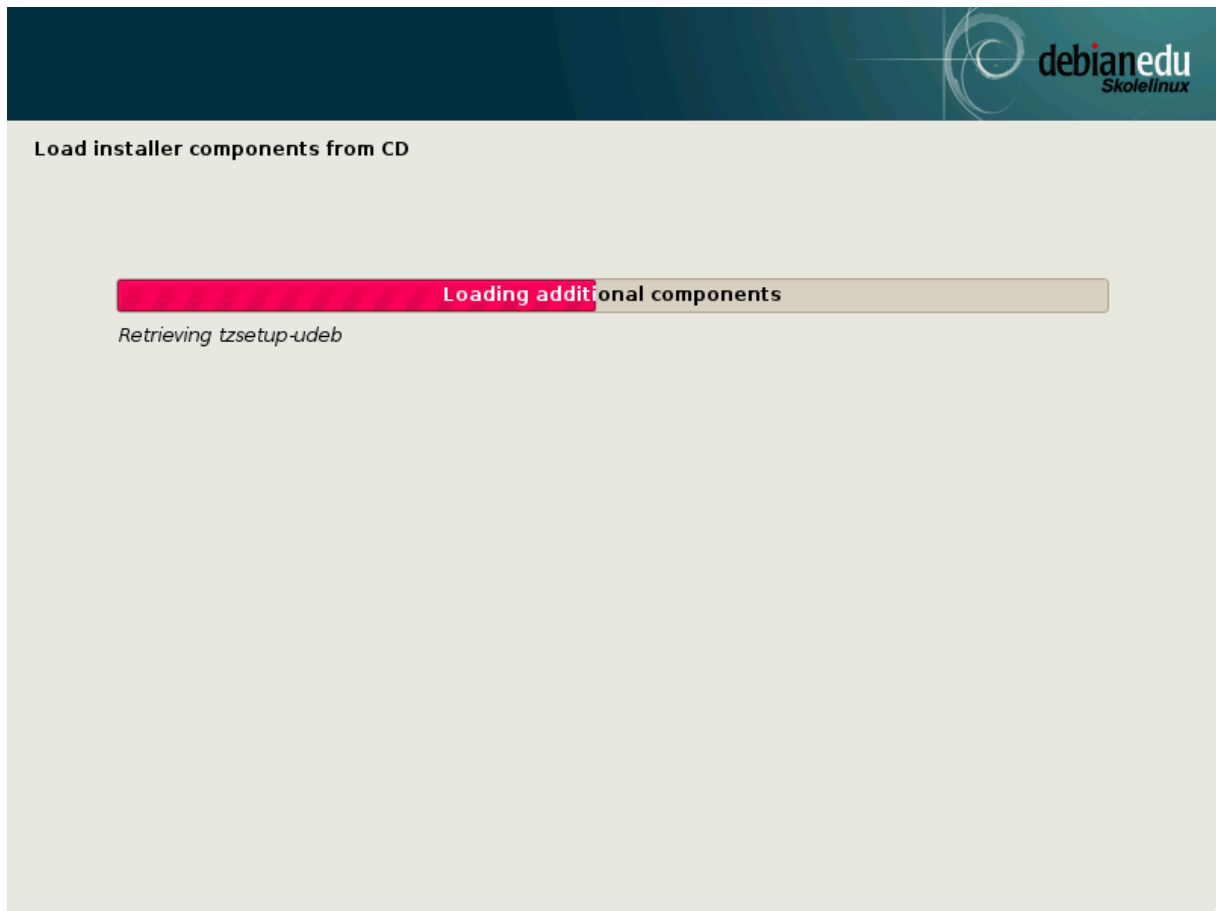 debianedu
Skolelinux
Load installer components from CD
Loading additional components
Retrieving tzsetup-udeb